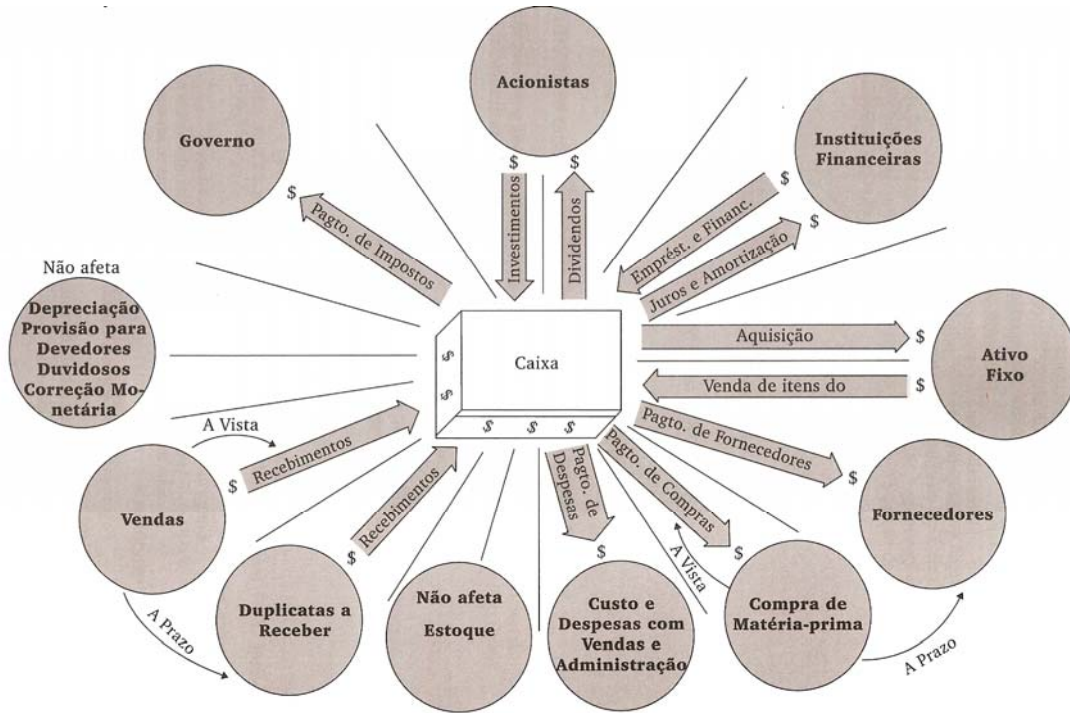 Acionistas
Governo
Instituições
Financeiras
$
$
$
$
$
Pagto. de Impostos
Investimentos
Dividendos
Emprést. e Financ.
Juros e Amortização
Não afeta
Depreciação
Provisão para
Devedores
Duvidosos
Correção Mo-
netária
Caixa
$
$
$
$
$
Aquisição
$
Venda de itens do
$
Ativo
Fixo
A Vista
Recebimentos
$
Vendas
Recebimentos
$
Pagto. de
Despesas
$
Pagto. de Compras
$
Pagto. de Fornecedores
$
Fornecedores
A Vista
A Prazo
Duplicatas a
Receber
Não afeta
Estoque
Custo e
Despesas com
Vendas e
Administração
Compra de
Matéria-prima
A Prazo